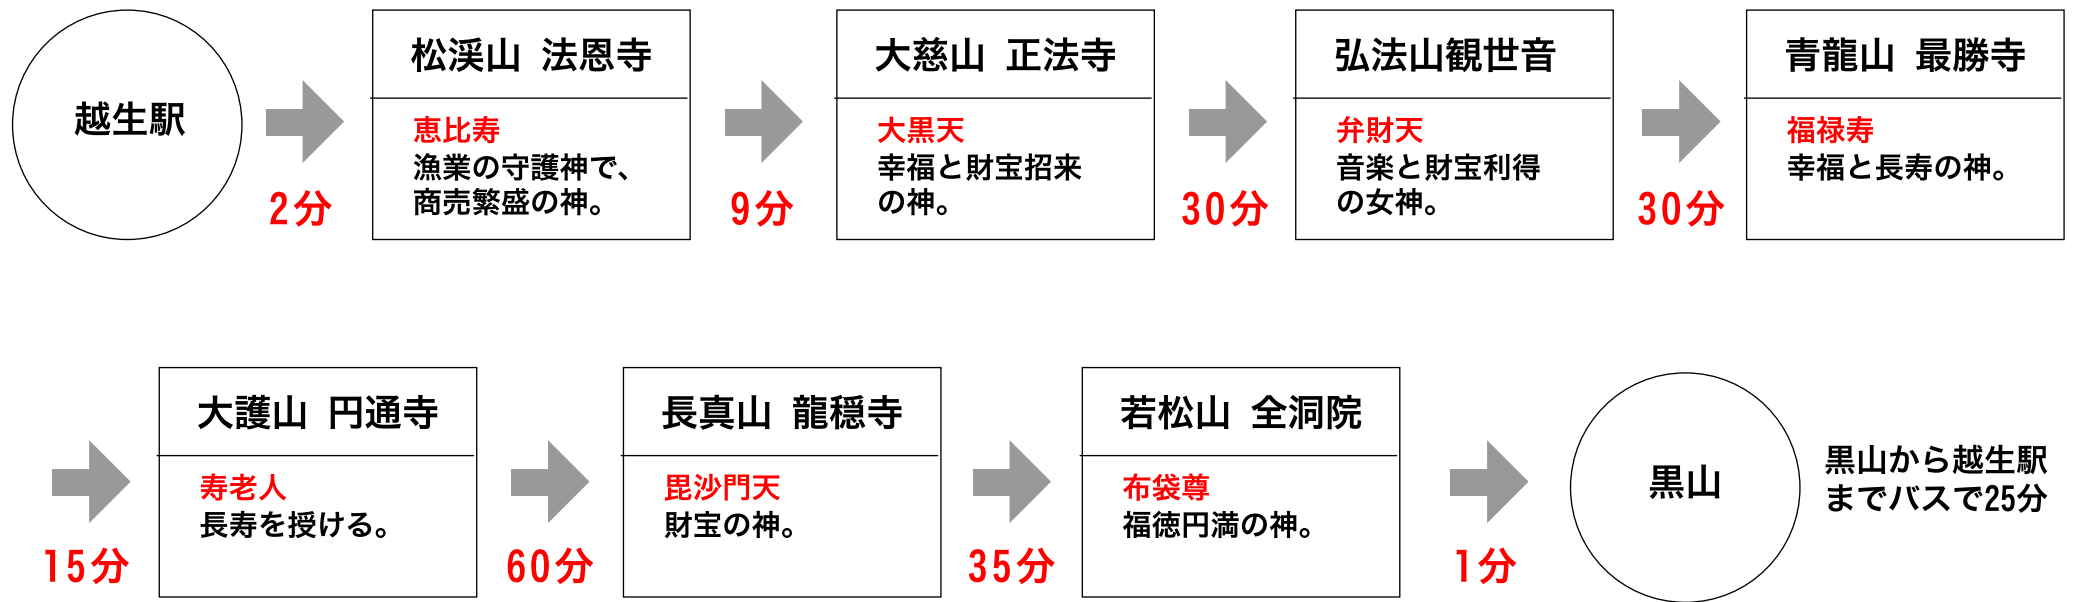 越生駅
2分
松渓山 法恩寺
恵比寿
漁業の守護神で、
商売繁盛の神。
9分
大慈山 正法寺
大黒天
幸福と財宝招来
の神。
30分
弘法山観世音
弁財天
音楽と財宝利得
の女神。
30分
青龍山 最勝寺
福禄寿
幸福と長寿の神。
15分
大護山 円通寺
寿老人
長寿を授ける。
60分
長真山 龍穏寺
毘沙門天
財宝の神。
35分
若松山 全洞院
布袋尊
福徳円満の神。
1分
黒山
黒山から越生駅
までバスで25分